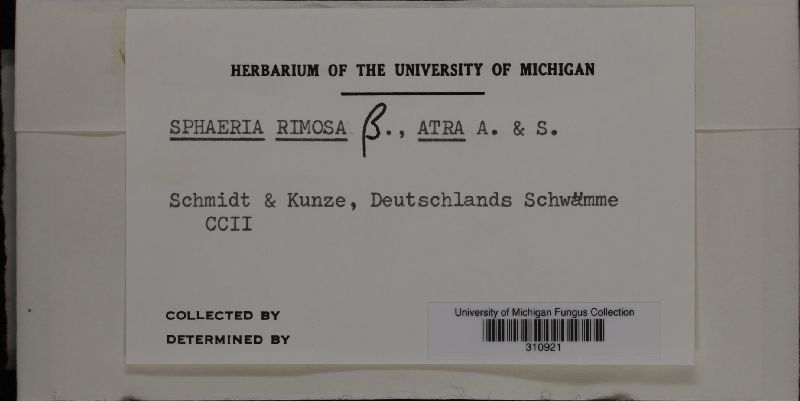 HERBARIUM OF THE UNIVERSITY OF MICHIGAN
SPHAERIA RIMOSA β., ATRA A. & S.
Schmidt & Kunze, Deutschlands Schwämme
CCII
COLLECTED BY
DETERMINED BY
University of Michigan Fungus Collection
310921